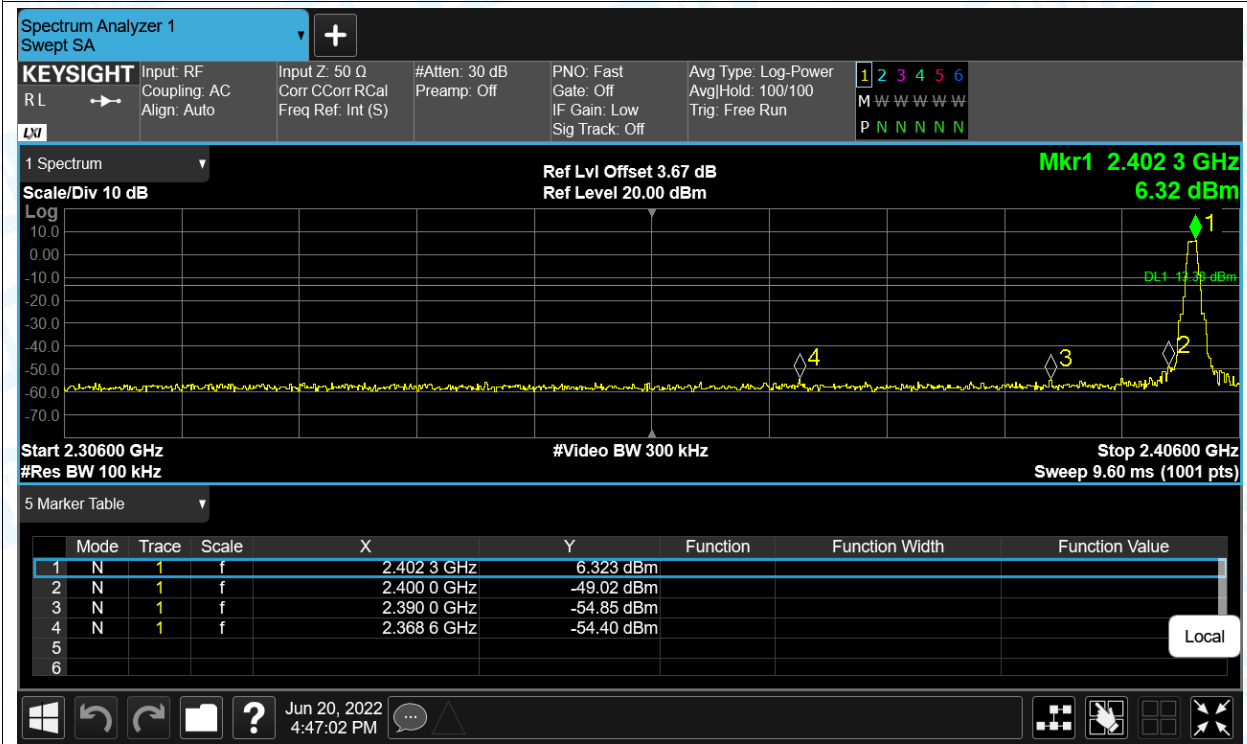 Spectrum Analyzer 1
Swept SA
+
KEYSIGHT
R L
LXI
Input: RF
Coupling: AC
Align: Auto
Input Z: 50 Ω
Corr CCorr RCal
Freq Ref: Int (S)
#Atten: 30 dB
Preamp: Off
PNO: Fast
Gate: Off
IF Gain: Low
Sig Track: Off
Avg Type: Log-Power
Avg|Hold: 100/100
Trig: Free Run
1 2 3 4 5 6
M W W W W W
P N N N N N
1 Spectrum
Scale/Div 10 dB
Ref Lvl Offset 3.67 dB
Ref Level 20.00 dBm
Mkr1 2.402 3 GHz
6.32 dBm
Log
10.0
0.00
-10.0
-20.0
-30.0
-40.0
-50.0
-60.0
-70.0
1
DL1 -13.38 dBm
4
3
2
Start 2.30600 GHz
#Res BW 100 kHz
#Video BW 300 kHz
Stop 2.40600 GHz
Sweep 9.60 ms (1001 pts)
5 Marker Table
Mode Trace Scale X Y Function Function Width Function Value
1 N 1 f 2.402 3 GHz 6.323 dBm
2 N 1 f 2.400 0 GHz -49.02 dBm
3 N 1 f 2.390 0 GHz -54.85 dBm
4 N 1 f 2.368 6 GHz -54.40 dBm
5
6
Local
?
Jun 20, 2022
4:47:02 PM